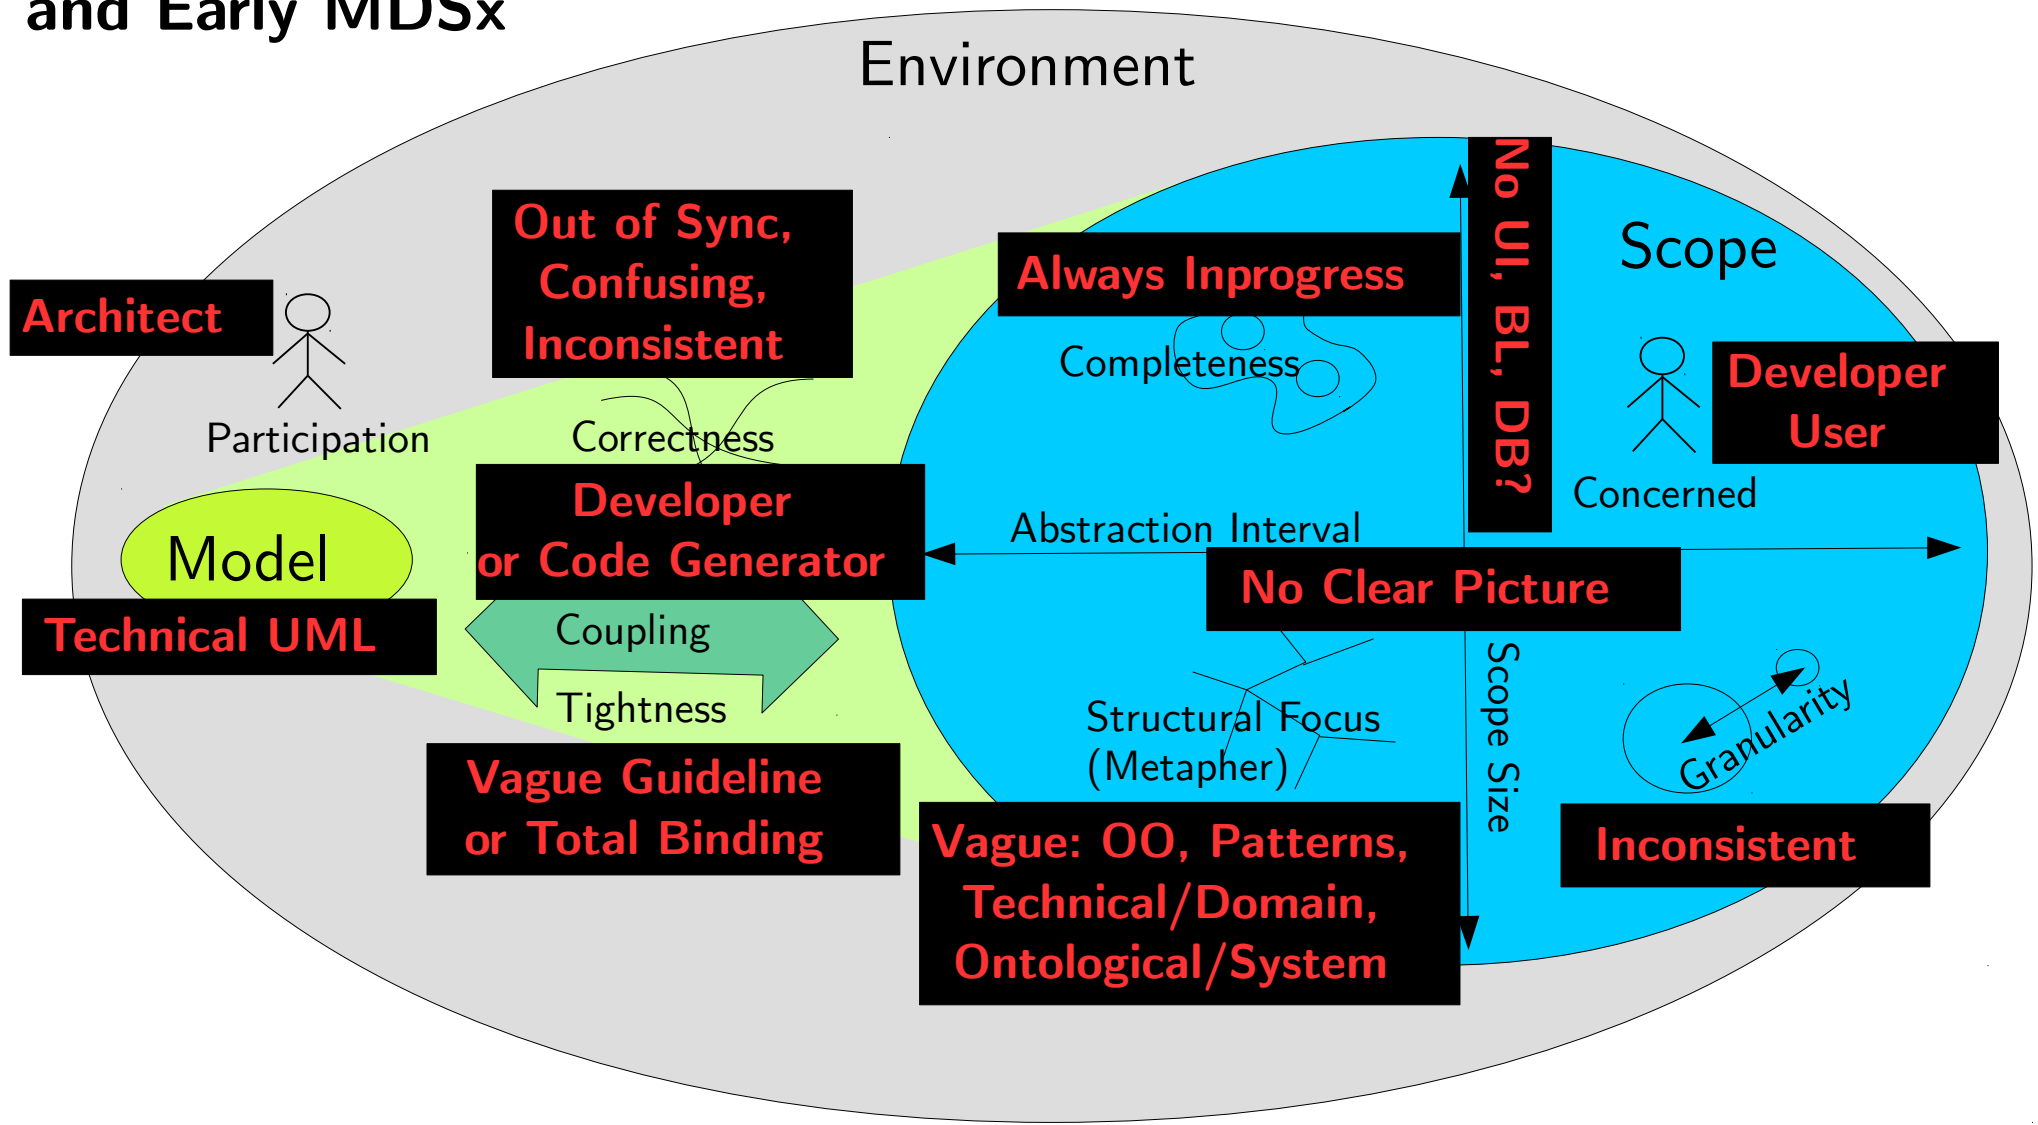 and Early MDSx
Environment
Out of Sync,
Confusing,
Inconsistent
Always Inprogress
No UI, BL, DB?
Scope
Architect
Participation
Correctness
Completeness
Developer
User
Concerned
Model
Developer
or Code Generator
Abstraction Interval
No Clear Picture
Technical UML
Coupling
Tightness
Structural Focus
(Metapher)
Scope Size
Granularity
Vague Guideline
or Total Binding
Vague: OO, Patterns,
Technical/Domain,
Ontological/System
Inconsistent